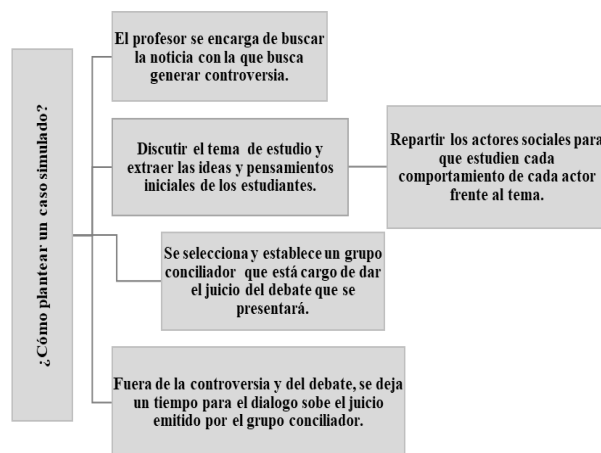 ¿Cómo plantear un caso simulado?
El profesor se encarga de buscar
la noticia con la que busca
generar controversia.
Discutir el tema de estudio y
extraer las ideas y pensamientos
iniciales de los estudiantes.
Repartir los actores sociales para
que estudien cada
comportamiento de cada actor
frente al tema.
Se selecciona y establece un grupo
conciliador que está cargo de dar
el juicio del debate que se
presentará.
Fuera de la controversia y del debate, se deja
un tiempo para el dialogo sobe el juicio
emitido por el grupo conciliador.